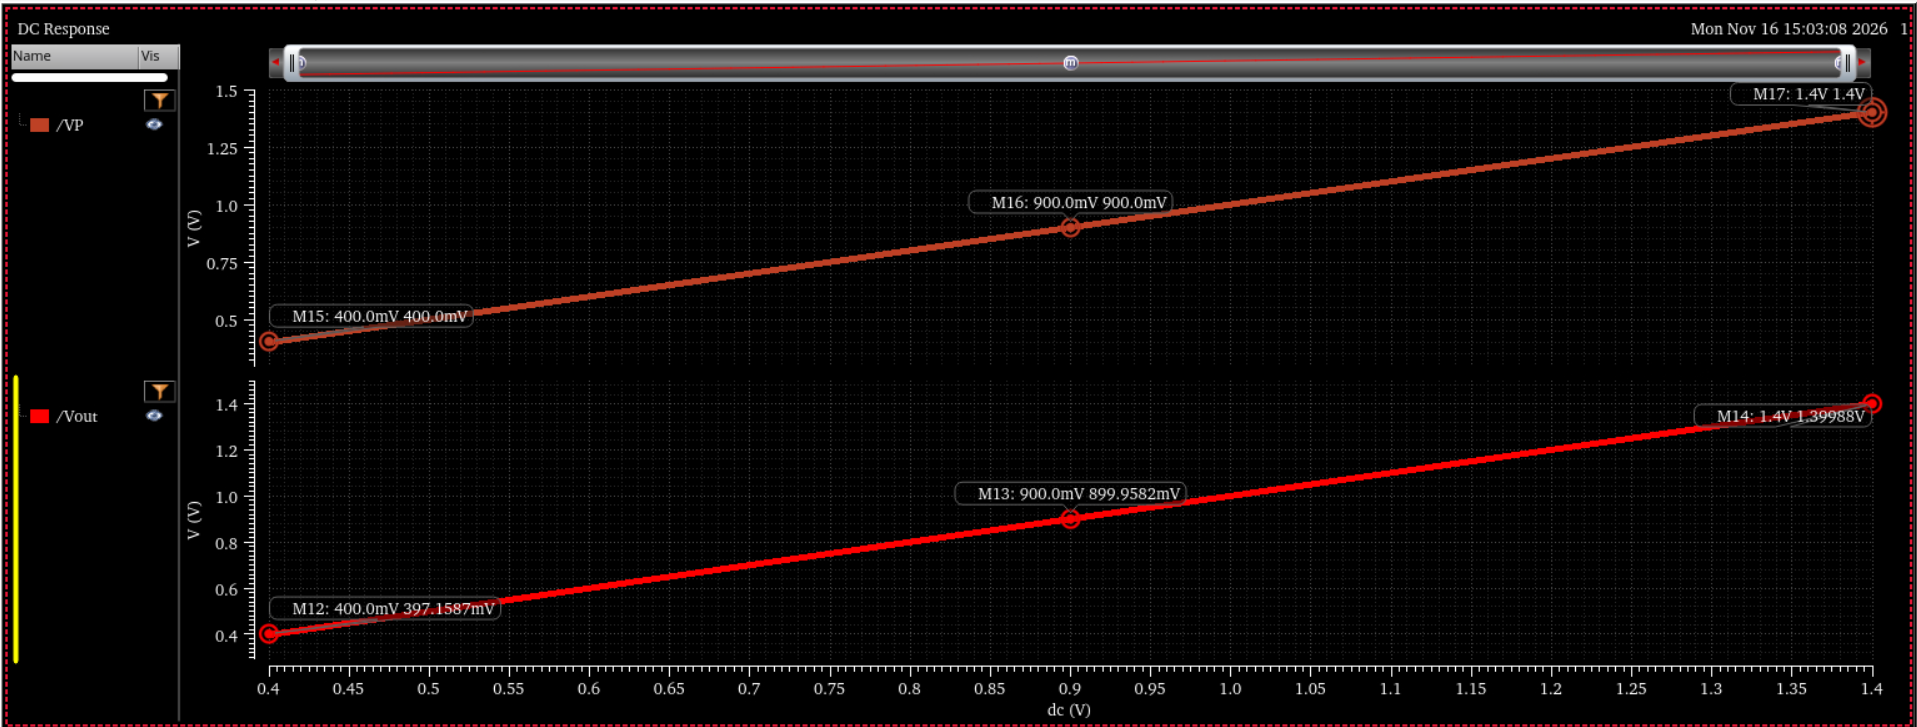 DC Response
Mon Nov 16 15:03:08 2026 1
Name Vis
/VP
V (V)
1.5
1.25
1.0
0.75
0.5
M17: 1.4V 1.4V
M16: 900.0mV 900.0mV
M15: 400.0mV 400.0mV
/Vout
V (V)
1.4
1.2
1.0
0.8
0.6
0.4
M14: 1.4V 1.39988V
M13: 900.0mV 899.9582mV
M12: 400.0mV 397.1587mV
0.4 0.45 0.5 0.55 0.6 0.65 0.7 0.75 0.8 0.85 0.9 0.95 1.0 1.05 1.1 1.15 1.2 1.25 1.3 1.35 1.4
dc (V)